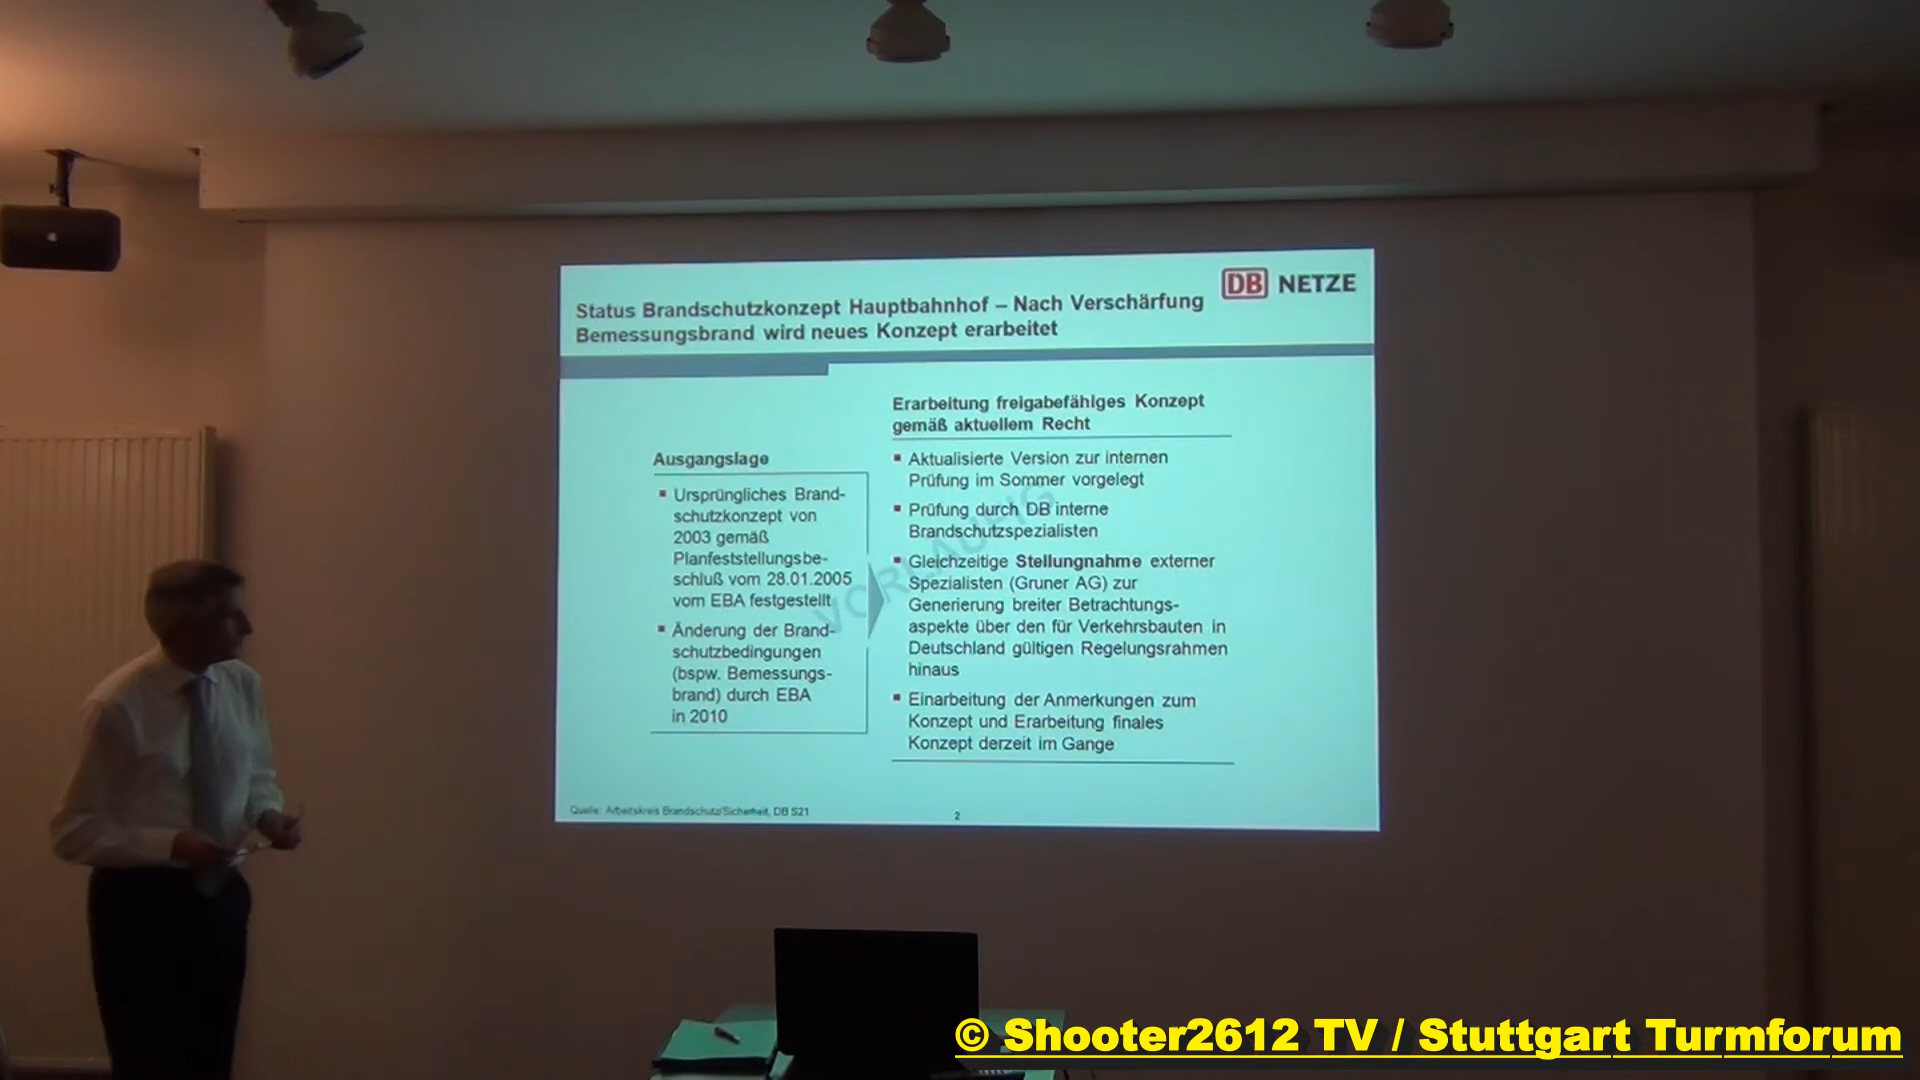 DB NETZE
Status Brandschutzkonzept Hauptbahnhof – Nach Verschärfung
Bemessungsbrand wird neues Konzept erarbeitet
Ausgangslage
▪ Ursprüngliches Brand-
schutzkonzept von
2003 gemäß
Planfeststellungsbe-
schluß vom 28.01.2005
vom EBA festgestellt
▪ Änderung der Brand-
schutzbedingungen
(bspw. Bemessungs-
brand) durch EBA
in 2010
Erarbeitung freigabefähiges Konzept
gemäß aktuellem Recht
▪ Aktualisierte Version zur internen
Prüfung im Sommer vorgelegt
▪ Prüfung durch DB interne
Brandschutzspezialisten
▪ Gleichzeitige Stellungnahme externer
Spezialisten (Gruner AG) zur
Generierung breiter Betrachtungs-
aspekte über den für Verkehrsbauten in
Deutschland gültigen Regelungsrahmen
hinaus
▪ Einarbeitung der Anmerkungen zum
Konzept und Erarbeitung finales
Konzept derzeit im Gange
VORLÄUFIG
Quelle: Arbeitskreis Brandschutz/Sicherheit, DB S21
2
© Shooter2612 TV / Stuttgart Turmforum